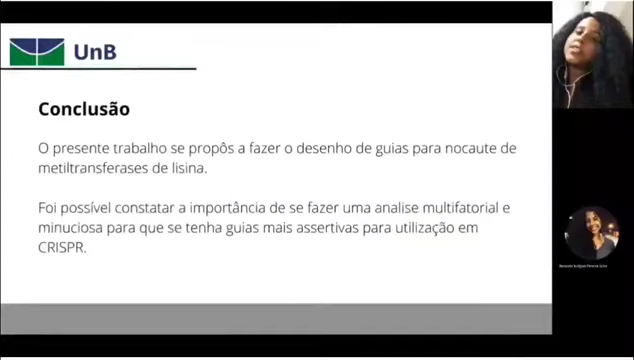 UnB
Conclusão
O presente trabalho se propôs a fazer o desenho de guias para nocaute de
metiltransferases de lisina.
Foi possível constatar a importância de se fazer uma analise multifatorial e
minuciosa para que se tenha guias mais assertivas para utilização em
CRISPR.